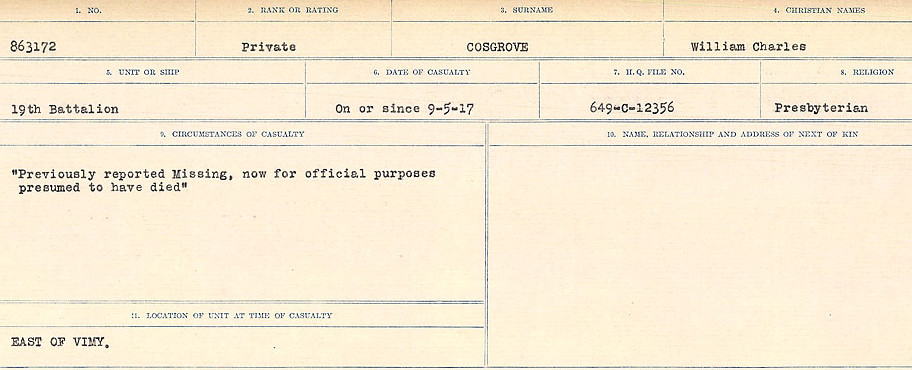 1. NO.
2. RANK OR RATING
3. SURNAME
4. CHRISTIAN NAMES
863172
Private
COSGROVE
William Charles
5. UNIT OR SHIP
6. DATE OF CASUALTY
7. H.Q. FILE NO.
8. RELIGION
19th Battalion
On or since 9-5-17
649-C-12356
Presbyterian
9. CIRCUMSTANCES OF CASUALTY
10. NAME, RELATIONSHIP AND ADDRESS OF NEXT OF KIN
"Previously reported Missing, now for official purposes
presumed to have died"
11. LOCATION OF UNIT AT TIME OF CASUALTY
EAST OF VIMY.